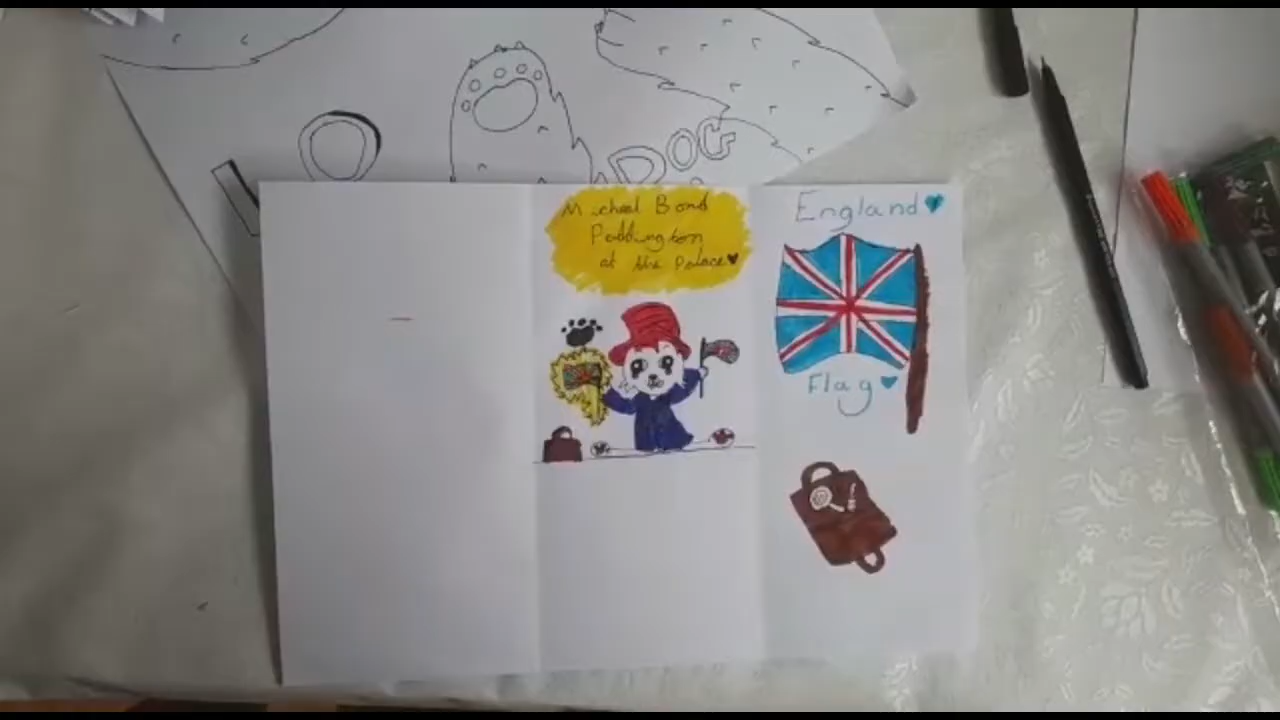 Michael Bond
Paddington
at the Palace
England
Flag
DOG